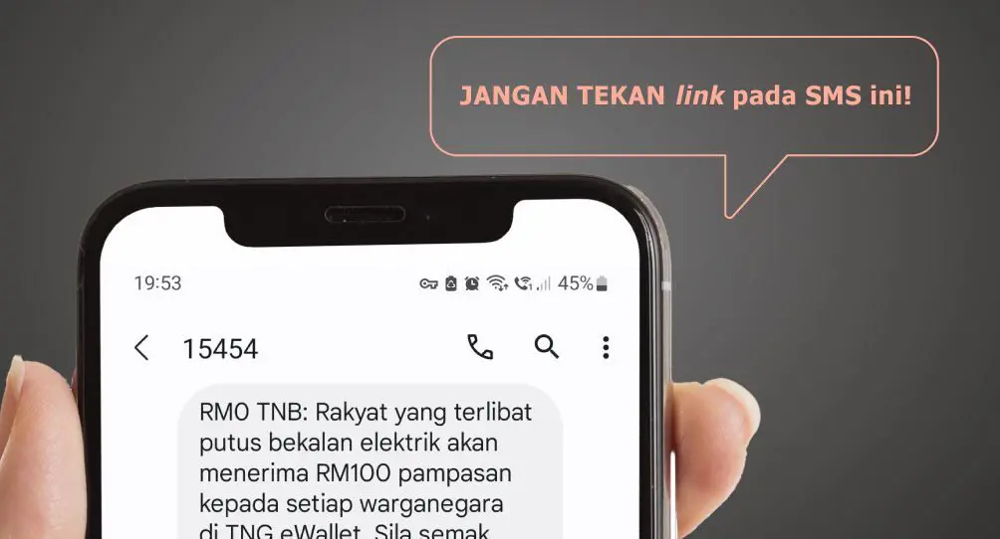 JANGAN TEKAN link pada SMS ini!
19:53
45%
15454
RM0 TNB: Rakyat yang terlibat
putus bekalan elektrik akan
menerima RM100 pampasan
kepada setiap warganegara
di TNG eWallet. Sila semak